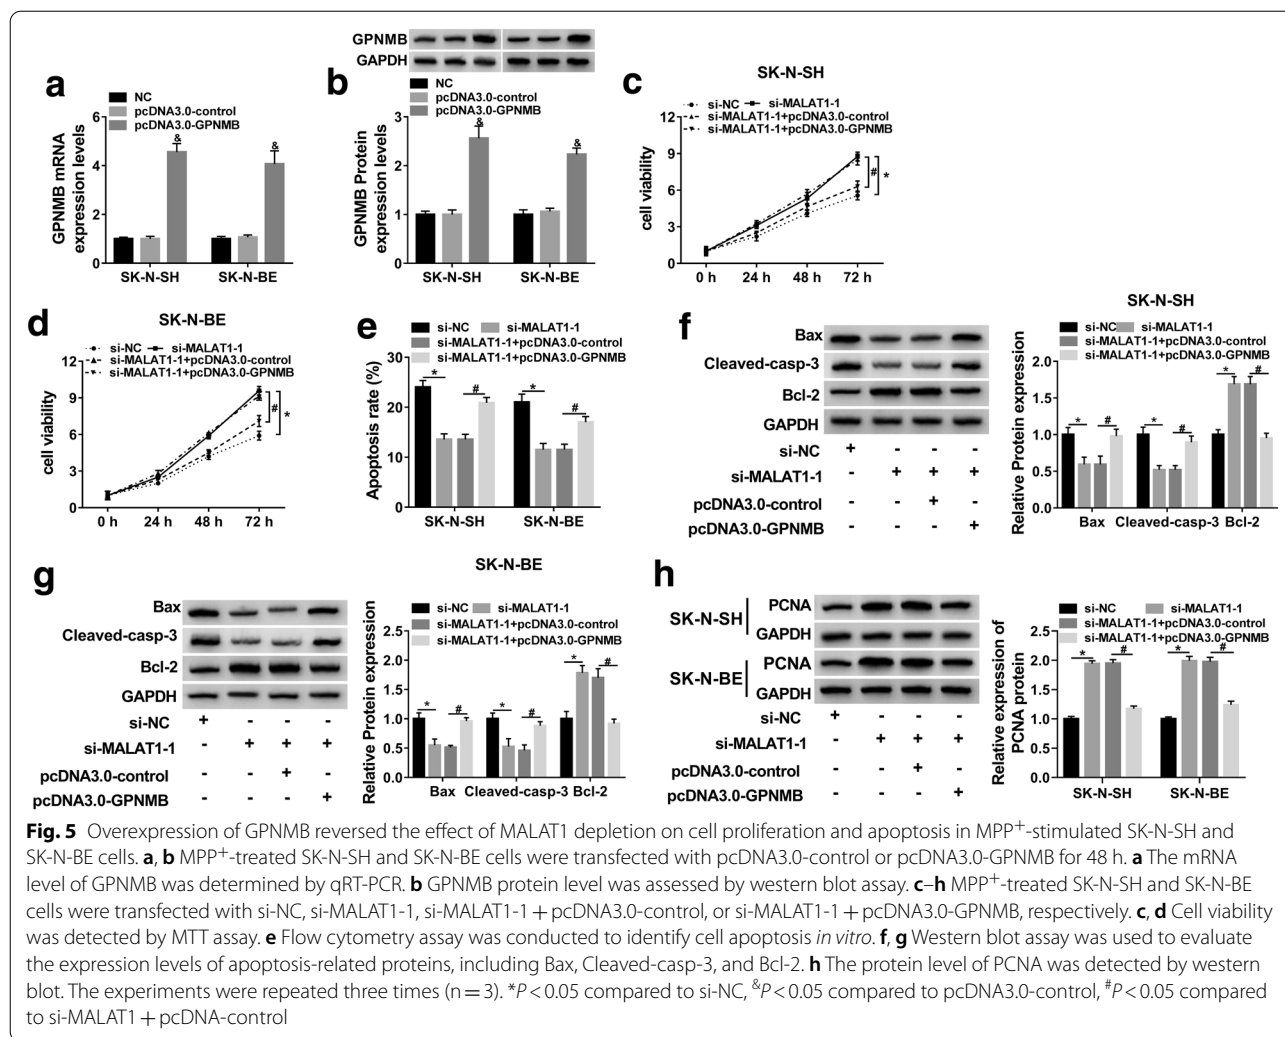 a
NC
pcDNA3.0-control
pcDNA3.0-GPNMB
GPNMB mRNA
expression levels
6
4
2
0
&
&
SK-N-SH
SK-N-BE
b
GPNMB
GAPDH
NC
pcDNA3.0-control
pcDNA3.0-GPNMB
GPNMB Protein
expression levels
3
2
1
0
&
&
SK-N-SH
SK-N-BE
c
SK-N-SH
si-NC
si-MALAT1-1
si-MALAT1-1+pcDNA3.0-control
si-MALAT1-1+pcDNA3.0-GPNMB
cell viability
12
9
6
3
0
# *
0 h 24 h 48 h 72 h
d
SK-N-BE
si-NC
si-MALAT1-1
si-MALAT1-1+pcDNA3.0-control
si-MALAT1-1+pcDNA3.0-GPNMB
cell viability
12
9
6
3
0
# *
0 h 24 h 48 h 72 h
e
si-NC
si-MALAT1-1
si-MALAT1-1+pcDNA3.0-control
si-MALAT1-1+pcDNA3.0-GPNMB
Apoptosis rate (%)
30
20
10
0
* # * #
SK-N-SH
SK-N-BE
f
Bax
Cleaved-casp-3
Bcl-2
GAPDH
si-NC + - - -
si-MALAT1-1 - + + +
pcDNA3.0-control - - + -
pcDNA3.0-GPNMB - - - +
SK-N-SH
si-NC
si-MALAT1-1
si-MALAT1-1+pcDNA3.0-control
si-MALAT1-1+pcDNA3.0-GPNMB
Relative Protein expression
2.0
1.5
1.0
0.5
0.0
* # * # * #
Bax Cleaved-casp-3 Bcl-2
g
SK-N-BE
Bax
Cleaved-casp-3
Bcl-2
GAPDH
si-NC + - - -
si-MALAT1-1 - + + +
pcDNA3.0-control - - + -
pcDNA3.0-GPNMB - - - +
si-NC
si-MALAT1-1
si-MALAT1-1+pcDNA3.0-control
si-MALAT1-1+pcDNA3.0-GPNMB
Relative Protein expression
2.5
2.0
1.5
1.0
0.5
0.0
* # * # * #
Bax Cleaved-casp-3 Bcl-2
h
SK-N-SH
PCNA
GAPDH
SK-N-BE
PCNA
GAPDH
si-NC + - - -
si-MALAT1-1 - + + +
pcDNA3.0-control - - + -
pcDNA3.0-GPNMB - - - +
si-NC
si-MALAT1-1
si-MALAT1-1+pcDNA3.0-control
si-MALAT1-1+pcDNA3.0-GPNMB
Relative expression of
PCNA protein
2.5
2.0
1.5
1.0
0.5
0.0
* # * #
SK-N-SH
SK-N-BE
Fig. 5 Overexpression of GPNMB reversed the effect of MALAT1 depletion on cell proliferation and apoptosis in MPP⁺-stimulated SK-N-SH and
SK-N-BE cells. a, b MPP⁺-treated SK-N-SH and SK-N-BE cells were transfected with pcDNA3.0-control or pcDNA3.0-GPNMB for 48 h. a The mRNA
level of GPNMB was determined by qRT-PCR. b GPNMB protein level was assessed by western blot assay. c–h MPP⁺-treated SK-N-SH and SK-N-BE
cells were transfected with si-NC, si-MALAT1-1, si-MALAT1-1 + pcDNA3.0-control, or si-MALAT1-1 + pcDNA3.0-GPNMB, respectively. c, d Cell viability
was detected by MTT assay. e Flow cytometry assay was conducted to identify cell apoptosis in vitro. f, g Western blot assay was used to evaluate
the expression levels of apoptosis-related proteins, including Bax, Cleaved-casp-3, and Bcl-2. h The protein level of PCNA was detected by western
blot. The experiments were repeated three times (n = 3). *P < 0.05 compared to si-NC, &P < 0.05 compared to pcDNA3.0-control, #P < 0.05 compared
to si-MALAT1 + pcDNA-control